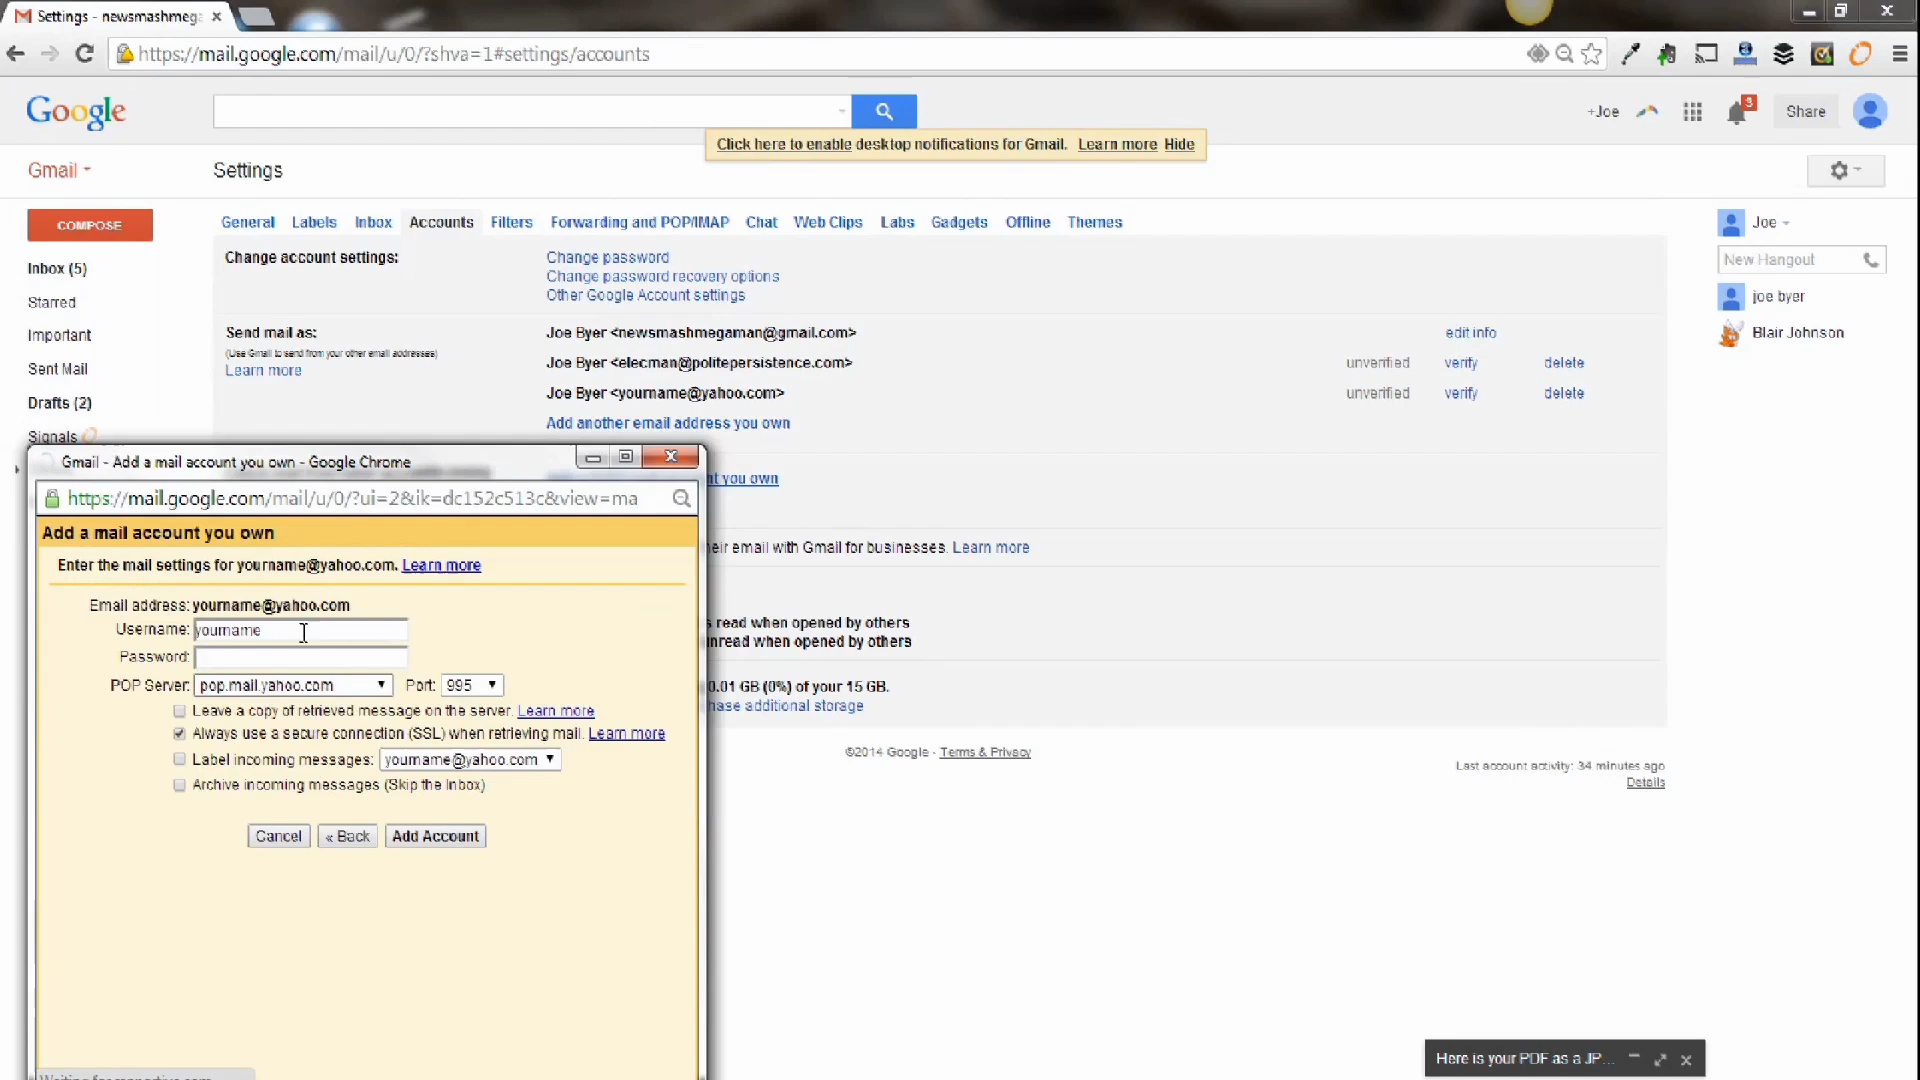 Settings - newsmashmega
https://mail.google.com/mail/u/0/?shva=1#settings/accounts
Google
+Joe
3
Share
Click here to enable desktop notifications for Gmail. Learn more Hide
Gmail
Settings
COMPOSE
General Labels Inbox Accounts Filters Forwarding and POP/IMAP Chat Web Clips Labs Gadgets Offline Themes
Joe
Change account settings:
Change password
Change password recovery options
Other Google Account settings
New Hangout
Inbox (5)
joe byer
Starred
Blair Johnson
Important
Send mail as:
(Use Gmail to send from your other email addresses)
Learn more
Joe Byer <newsmashmegaman@gmail.com>
edit info
Joe Byer <elecman@politepersistence.com>
unverified verify delete
Joe Byer <yourname@yahoo.com>
unverified verify delete
Add another email address you own
Sent Mail
Drafts (2)
Signals
Gmail - Add a mail account you own - Google Chrome
t you own
https://mail.google.com/mail/u/0/?ui=2&ik=dc152c513c&view=ma
Add a mail account you own
Enter the mail settings for yourname@yahoo.com. Learn more
Email address: yourname@yahoo.com
Username: yourname
Password:
POP Server: pop.mail.yahoo.com Port: 995
Leave a copy of retrieved message on the server. Learn more
Always use a secure connection (SSL) when retrieving mail. Learn more
Label incoming messages: yourname@yahoo.com
Archive incoming messages (Skip the Inbox)
Cancel « Back Add Account
heir email with Gmail for businesses. Learn more
s read when opened by others
nread when opened by others
0.01 GB (0%) of your 15 GB.
hase additional storage
©2014 Google - Terms & Privacy
Last account activity: 34 minutes ago
Details
Here is your PDF as a JP...